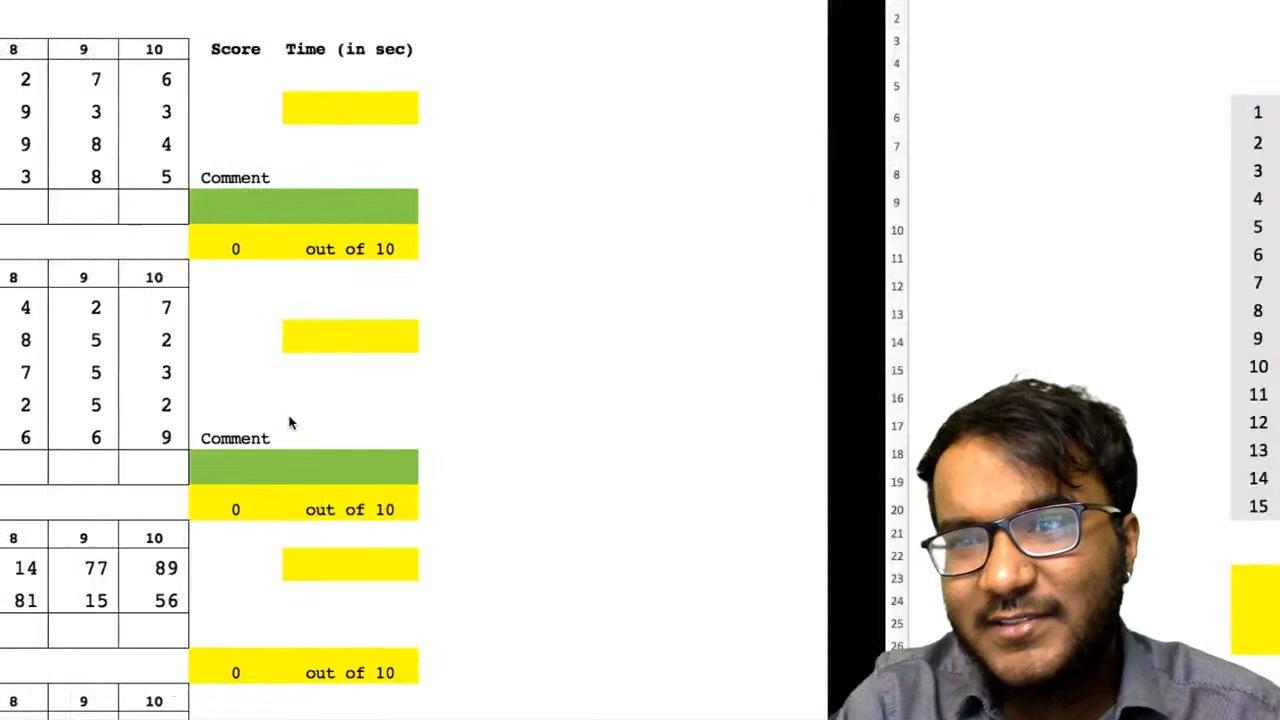 8 9 10 Score Time (in sec)
2 7 6
9 3 3
9 8 4
3 8 5 Comment
0 out of 10
8 9 10
4 2 7
8 5 2
7 5 3
2 5 2
6 6 9 Comment
0 out of 10
8 9 10
14 77 89
81 15 56
0 out of 10
8 9 10
2
3
4
5
6
7
8
9
10
11
12
13
14
15
16
17
18
19
20
21
22
23
24
25
26
1
2
3
4
5
6
7
8
9
10
11
12
13
14
15